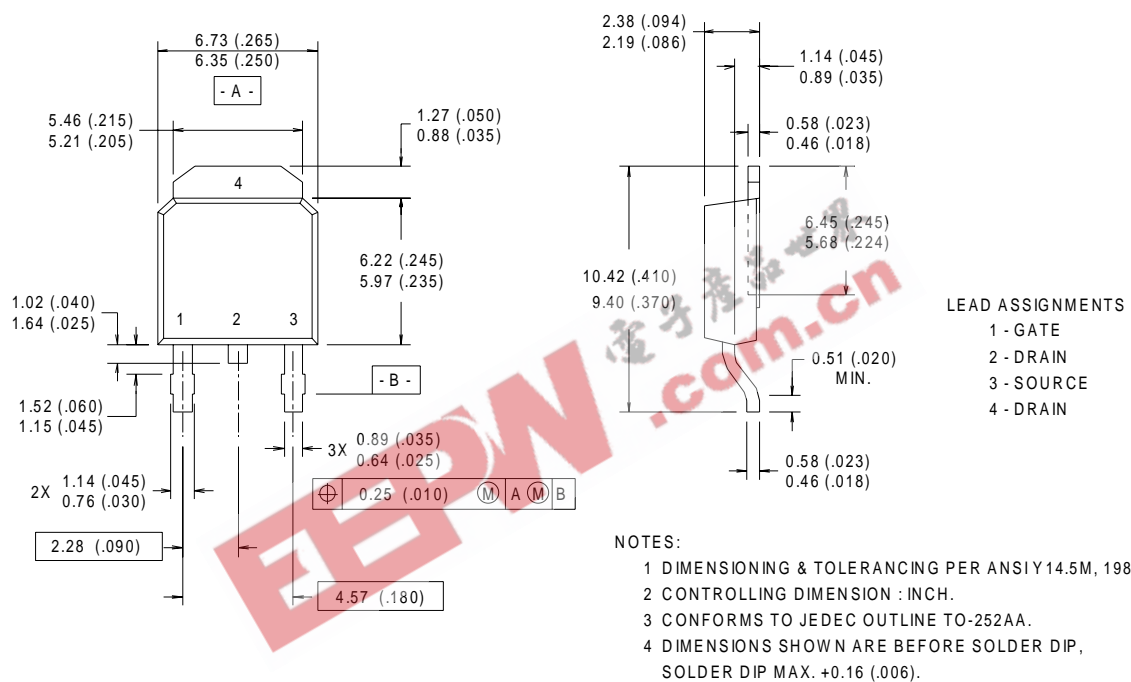 6.73 (.265)
6.35 (.250)
- A -
5.46 (.215)
5.21 (.205)
1.27 (.050)
0.88 (.035)
4
6.22 (.245)
5.97 (.235)
1.02 (.040)
1.64 (.025)
1 2 3
- B -
1.52 (.060)
1.15 (.045)
3X 0.89 (.035)
0.64 (.025)
2X 1.14 (.045)
0.76 (.030)
0.25 (.010) M A M B
2.28 (.090)
4.57 (.180)
2.38 (.094)
2.19 (.086)
1.14 (.045)
0.89 (.035)
0.58 (.023)
0.46 (.018)
6.45 (.245)
5.68 (.224)
10.42 (.410)
9.40 (.370)
0.51 (.020)
MIN.
0.58 (.023)
0.46 (.018)
LEAD ASSIGNMENTS
1 - GATE
2 - DRAIN
3 - SOURCE
4 - DRAIN
NOTES:
1 DIMENSIONING & TOLERANCING PER ANSI Y14.5M, 198
2 CONTROLLING DIMENSION : INCH.
3 CONFORMS TO JEDEC OUTLINE TO-252AA.
4 DIMENSIONS SHOWN ARE BEFORE SOLDER DIP,
SOLDER DIP MAX. +0.16 (.006).
EEPW.com.cn
電子產品世界